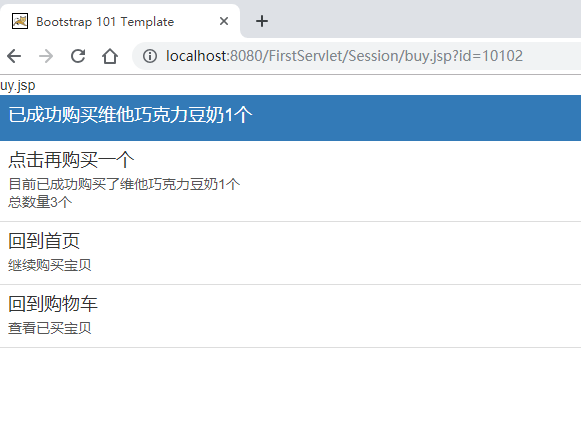 Bootstrap 101 Template
localhost:8080/FirstServlet/Session/buy.jsp?id=10102
uy.jsp
已成功购买维他巧克力豆奶1个
点击再购买一个
目前已成功购买了维他巧克力豆奶1个
总数量3个
回到首页
继续购买宝贝
回到购物车
查看已买宝贝